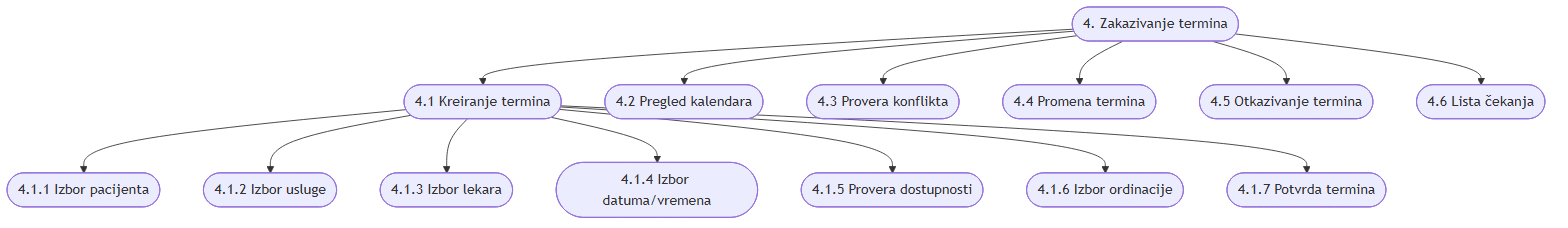 4. Zakazivanje termina
4.1 Kreiranje termina
4.2 Pregled kalendara
4.3 Provera konflikta
4.4 Promena termina
4.5 Otkazivanje termina
4.6 Lista čekanja
4.1.1 Izbor pacijenta
4.1.2 Izbor usluge
4.1.3 Izbor lekara
4.1.4 Izbor
datuma/vremena
4.1.5 Provera dostupnosti
4.1.6 Izbor ordinacije
4.1.7 Potvrda termina